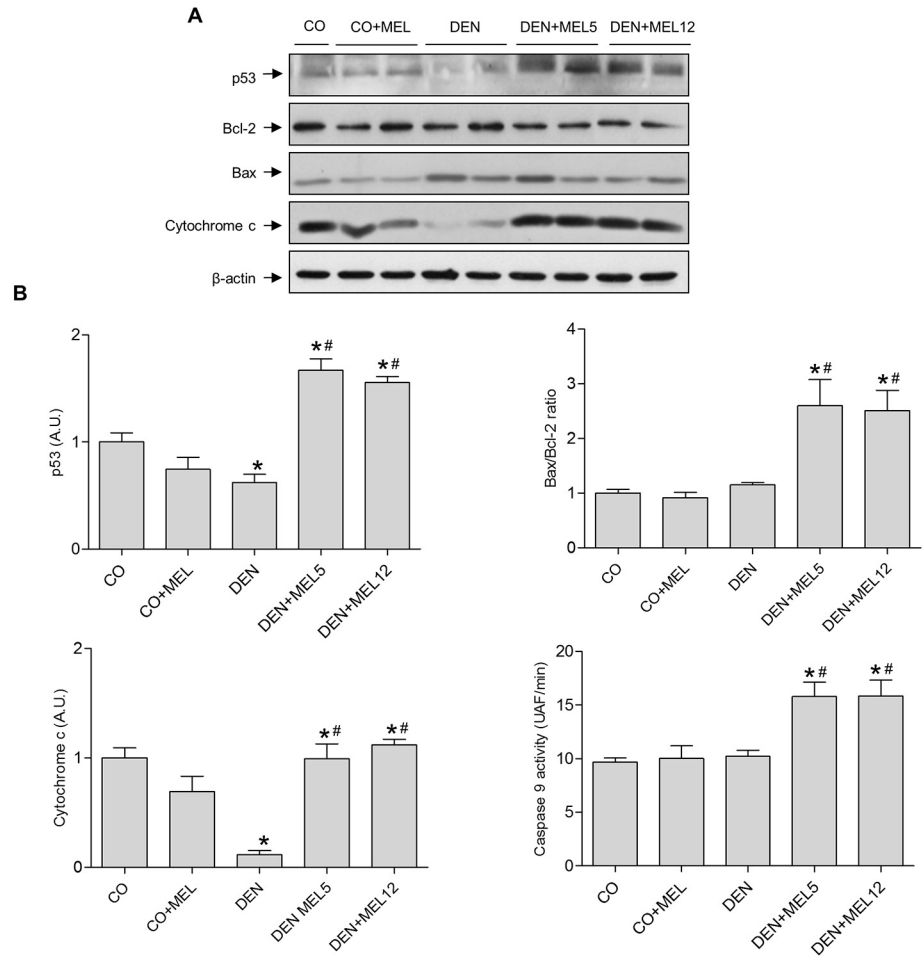 A
CO CO+MEL DEN DEN+MEL5 DEN+MEL12
p53
Bcl-2
Bax
Cytochrome c
β-actin
B
p53 (A.U.)
2
1
0
* * # * #
CO CO+MEL DEN DEN+MEL5 DEN+MEL12
Bax/Bcl-2 ratio
4
3
2
1
0
* # * #
CO CO+MEL DEN DEN+MEL5 DEN+MEL12
Cytochrome c (A.U.)
2
1
0
* * # * #
CO CO+MEL DEN DEN MEL5 DEN+MEL12
Caspase 9 activity (UAF/min)
20
15
10
5
0
* # * #
CO CO+MEL DEN DEN+MEL5 DEN+MEL12